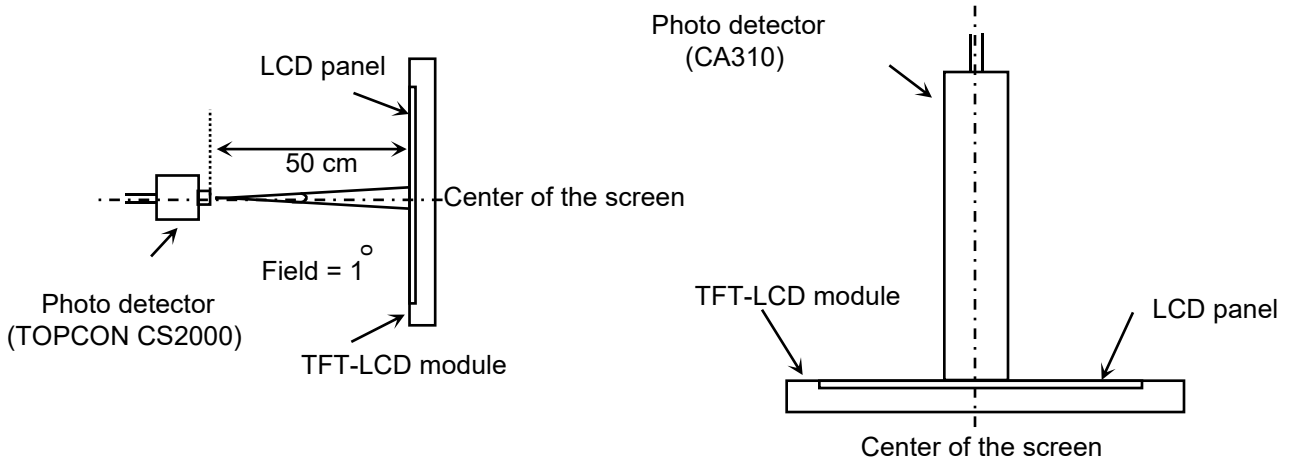 LCD panel
50 cm
Center of the screen
Field = 1°
Photo detector
(TOPCON CS2000)
TFT-LCD module
Photo detector
(CA310)
TFT-LCD module
LCD panel
Center of the screen